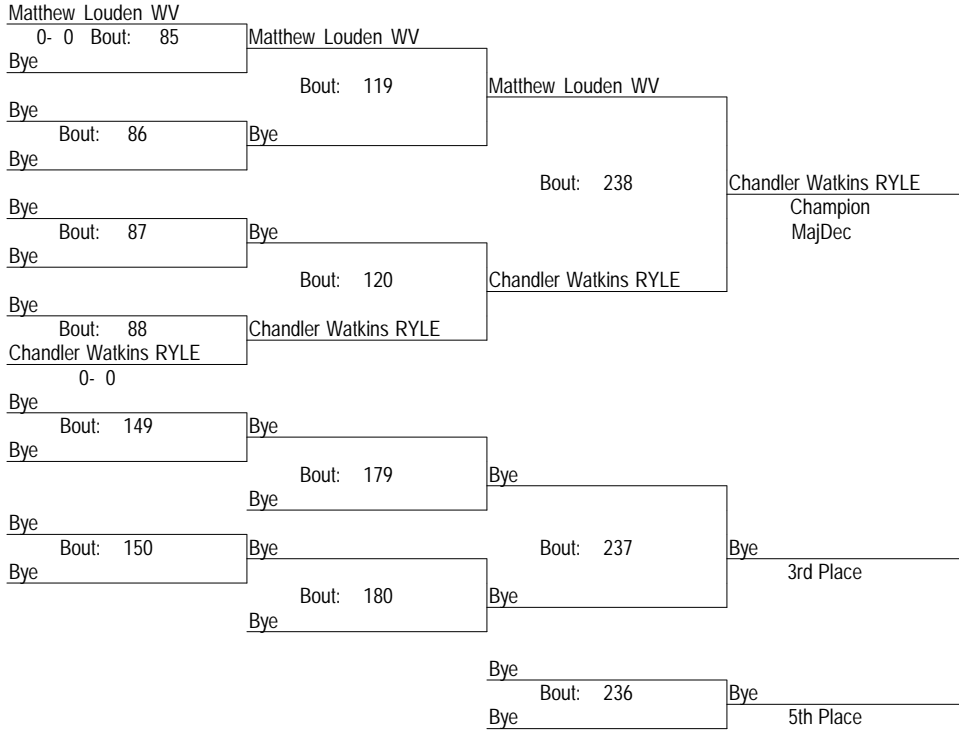 Matthew Louden WV
0- 0 Bout: 85
Matthew Louden WV
Bye
Bout: 119
Matthew Louden WV
Bye
Bout: 86
Bye
Bye
Bout: 238
Chandler Watkins RYLE
Bye
Champion
Bout: 87
Bye
MajDec
Bye
Bout: 120
Chandler Watkins RYLE
Bye
Bout: 88
Chandler Watkins RYLE
Chandler Watkins RYLE
0- 0
Bye
Bout: 149
Bye
Bye
Bout: 179
Bye
Bye
Bye
Bout: 150
Bye
Bout: 237
Bye
Bye
3rd Place
Bout: 180
Bye
Bye
Bye
Bout: 236
Bye
Bye
5th Place